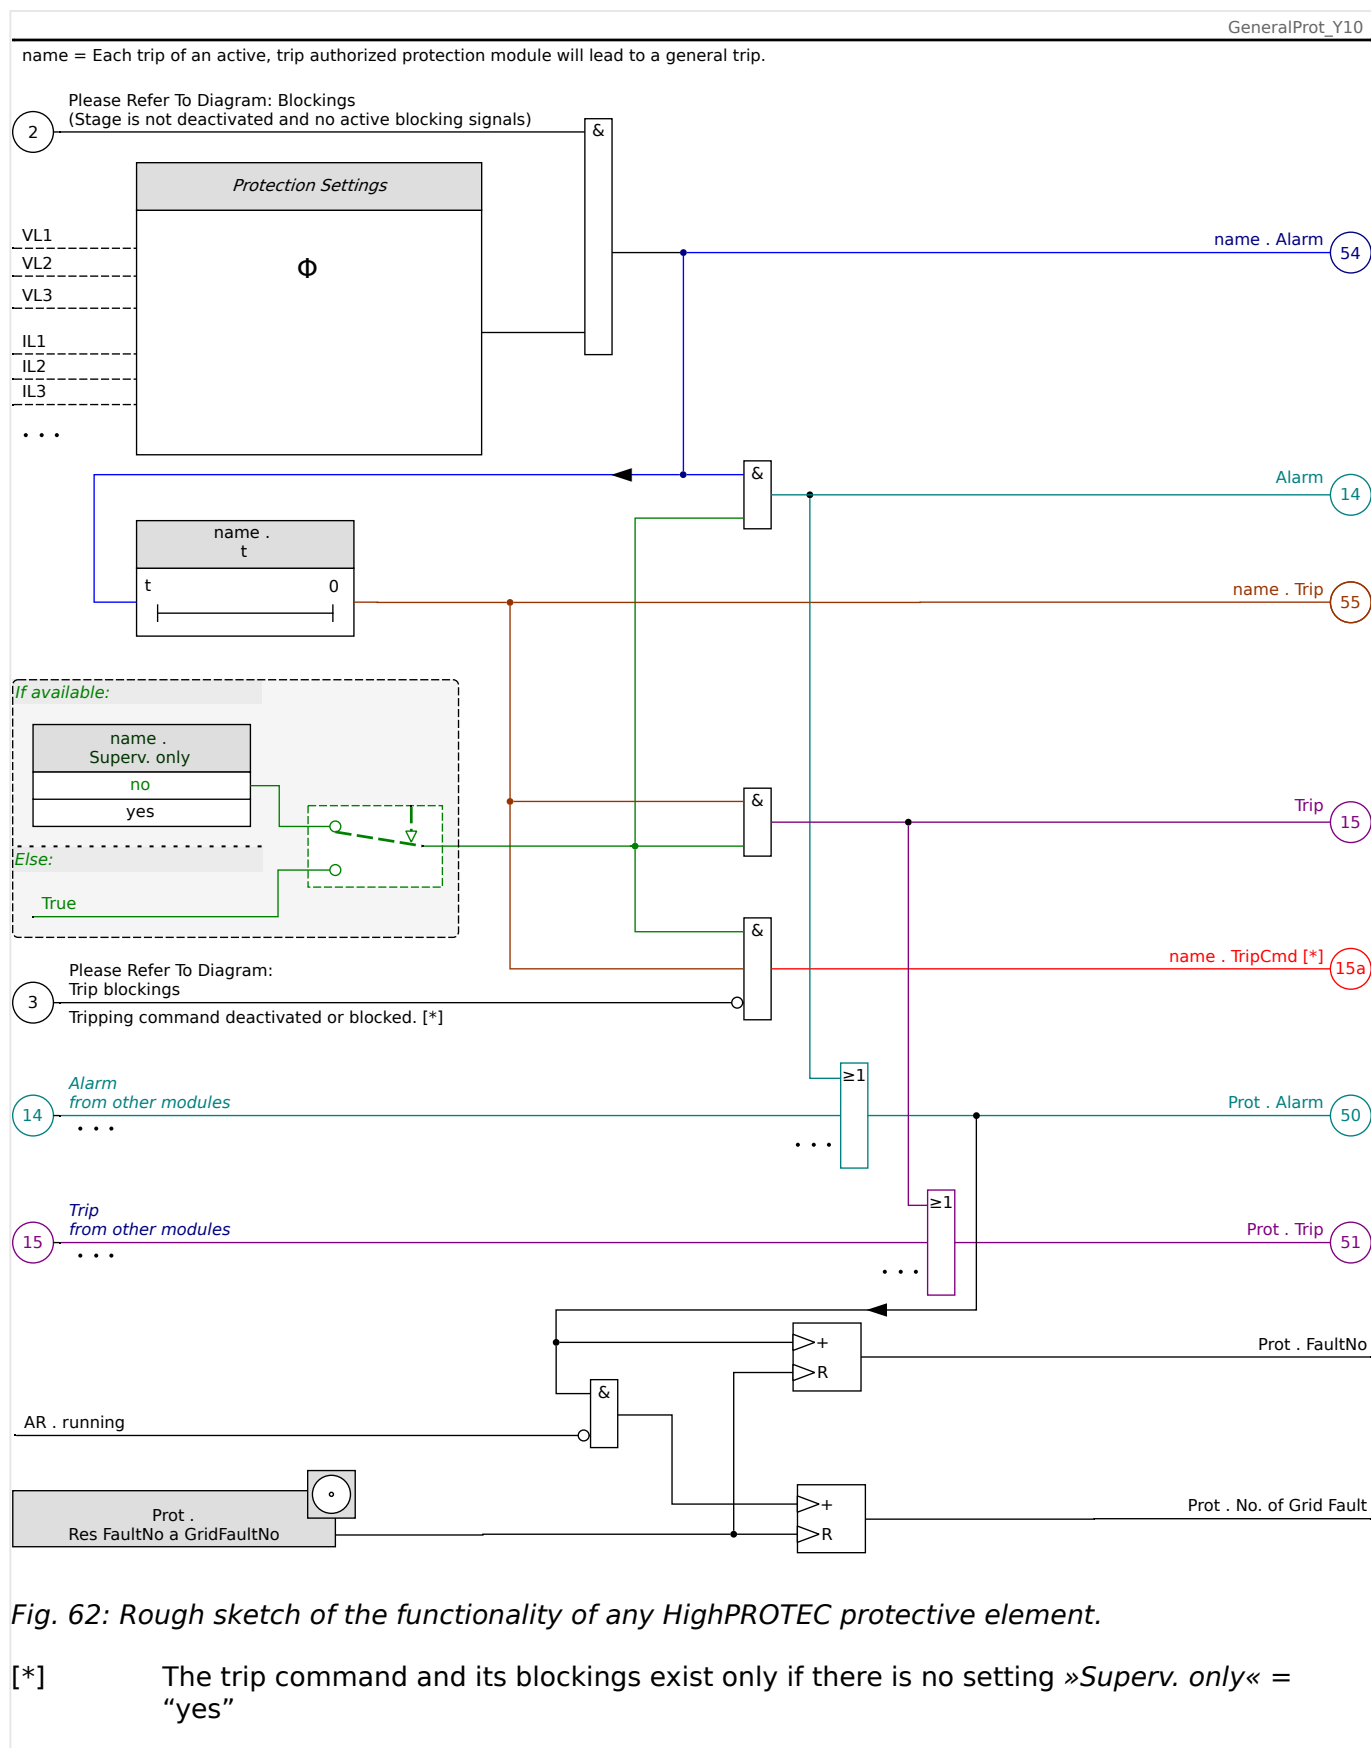 GeneralProt_Y10
name = Each trip of an active, trip authorized protection module will lead to a general trip.
Please Refer To Diagram: Blockings
(Stage is not deactivated and no active blocking signals)
2
&
Protection Settings
Φ
VL1
VL2
VL3
IL1
IL2
IL3
. . .
name . Alarm
54
&
Alarm
14
name .
t
t 0
name . Trip
55
If available:
name .
Superv. only
no
yes
Else:
True
&
Trip
15
&
name . TripCmd [*]
15a
Please Refer To Diagram:
Trip blockings
3
Tripping command deactivated or blocked. [*]
Alarm
from other modules
14
. . .
≥1
. . .
Prot . Alarm
50
Trip
from other modules
15
. . .
≥1
. . .
Prot . Trip
51
+
R
Prot . FaultNo
&
AR . running
Prot .
Res FaultNo a GridFaultNo
+
R
Prot . No. of Grid Fault
Fig. 62: Rough sketch of the functionality of any HighPROTEC protective element.
[*] The trip command and its blockings exist only if there is no setting »Superv. only« =
“yes”